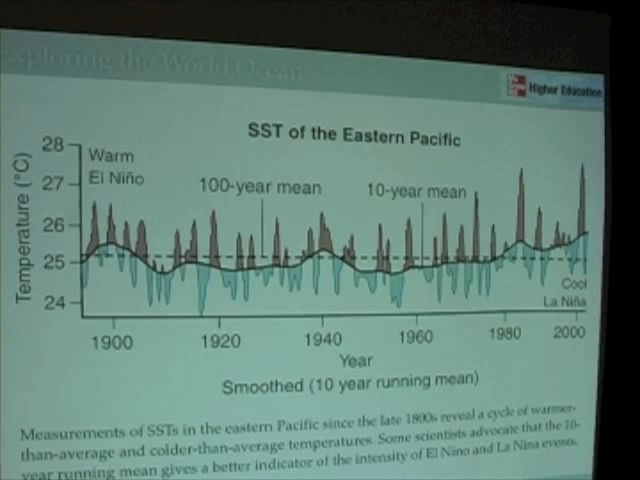 Exploring the World Ocean
Higher Education
SST of the Eastern Pacific
28
27
26
25
24
Temperature (°C)
Warm
El Niño
100-year mean
10-year mean
Cool
La Niña
1900
1920
1940
1960
1980
2000
Year
Smoothed (10 year running mean)
Measurements of SSTs in the eastern Pacific since the late 1800s reveal a cycle of warmer-
than-average and colder-than-average temperatures. Some scientists advocate that the 10-
year running mean gives a better indicator of the intensity of El Nino and La Nina events.